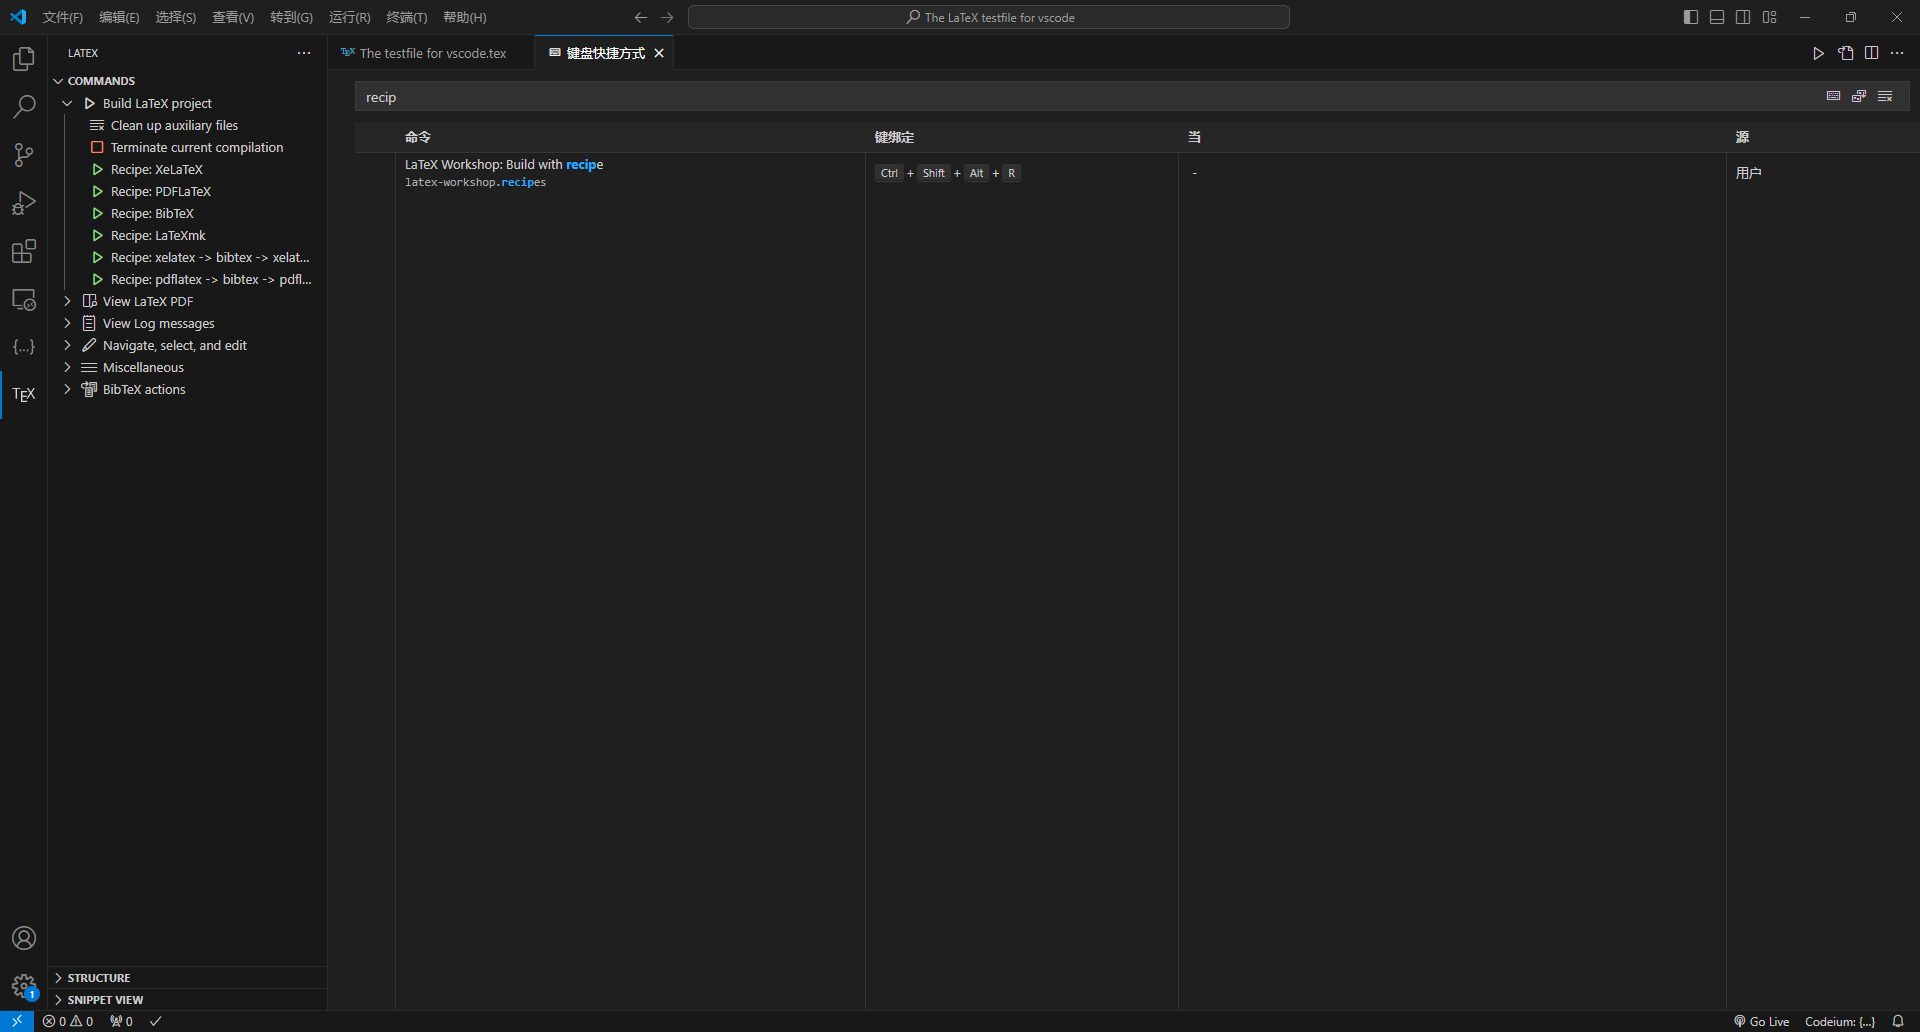 文件(F) 编辑(E) 选择(S) 查看(V) 转到(G) 运行(R) 终端(T) 帮助(H) The LaTeX testfile for vscode
LATEX
TEX The testfile for vscode.tex 键盘快捷方式
COMMANDS
Build LaTeX project
Clean up auxiliary files
Terminate current compilation
Recipe: XeLaTeX
Recipe: PDFLaTeX
Recipe: BibTeX
Recipe: LaTeXmk
Recipe: xelatex -> bibtex -> xelat...
Recipe: pdflatex -> bibtex -> pdfl...
View LaTeX PDF
View Log messages
Navigate, select, and edit
Miscellaneous
BibTeX actions
TEX
recip
命令 键绑定 当 源
LaTeX Workshop: Build with recipe
latex-workshop.recipes
Ctrl + Shift + Alt + R - 用户
STRUCTURE
SNIPPET VIEW
1
0 0 0 Go Live Codeium: {...}